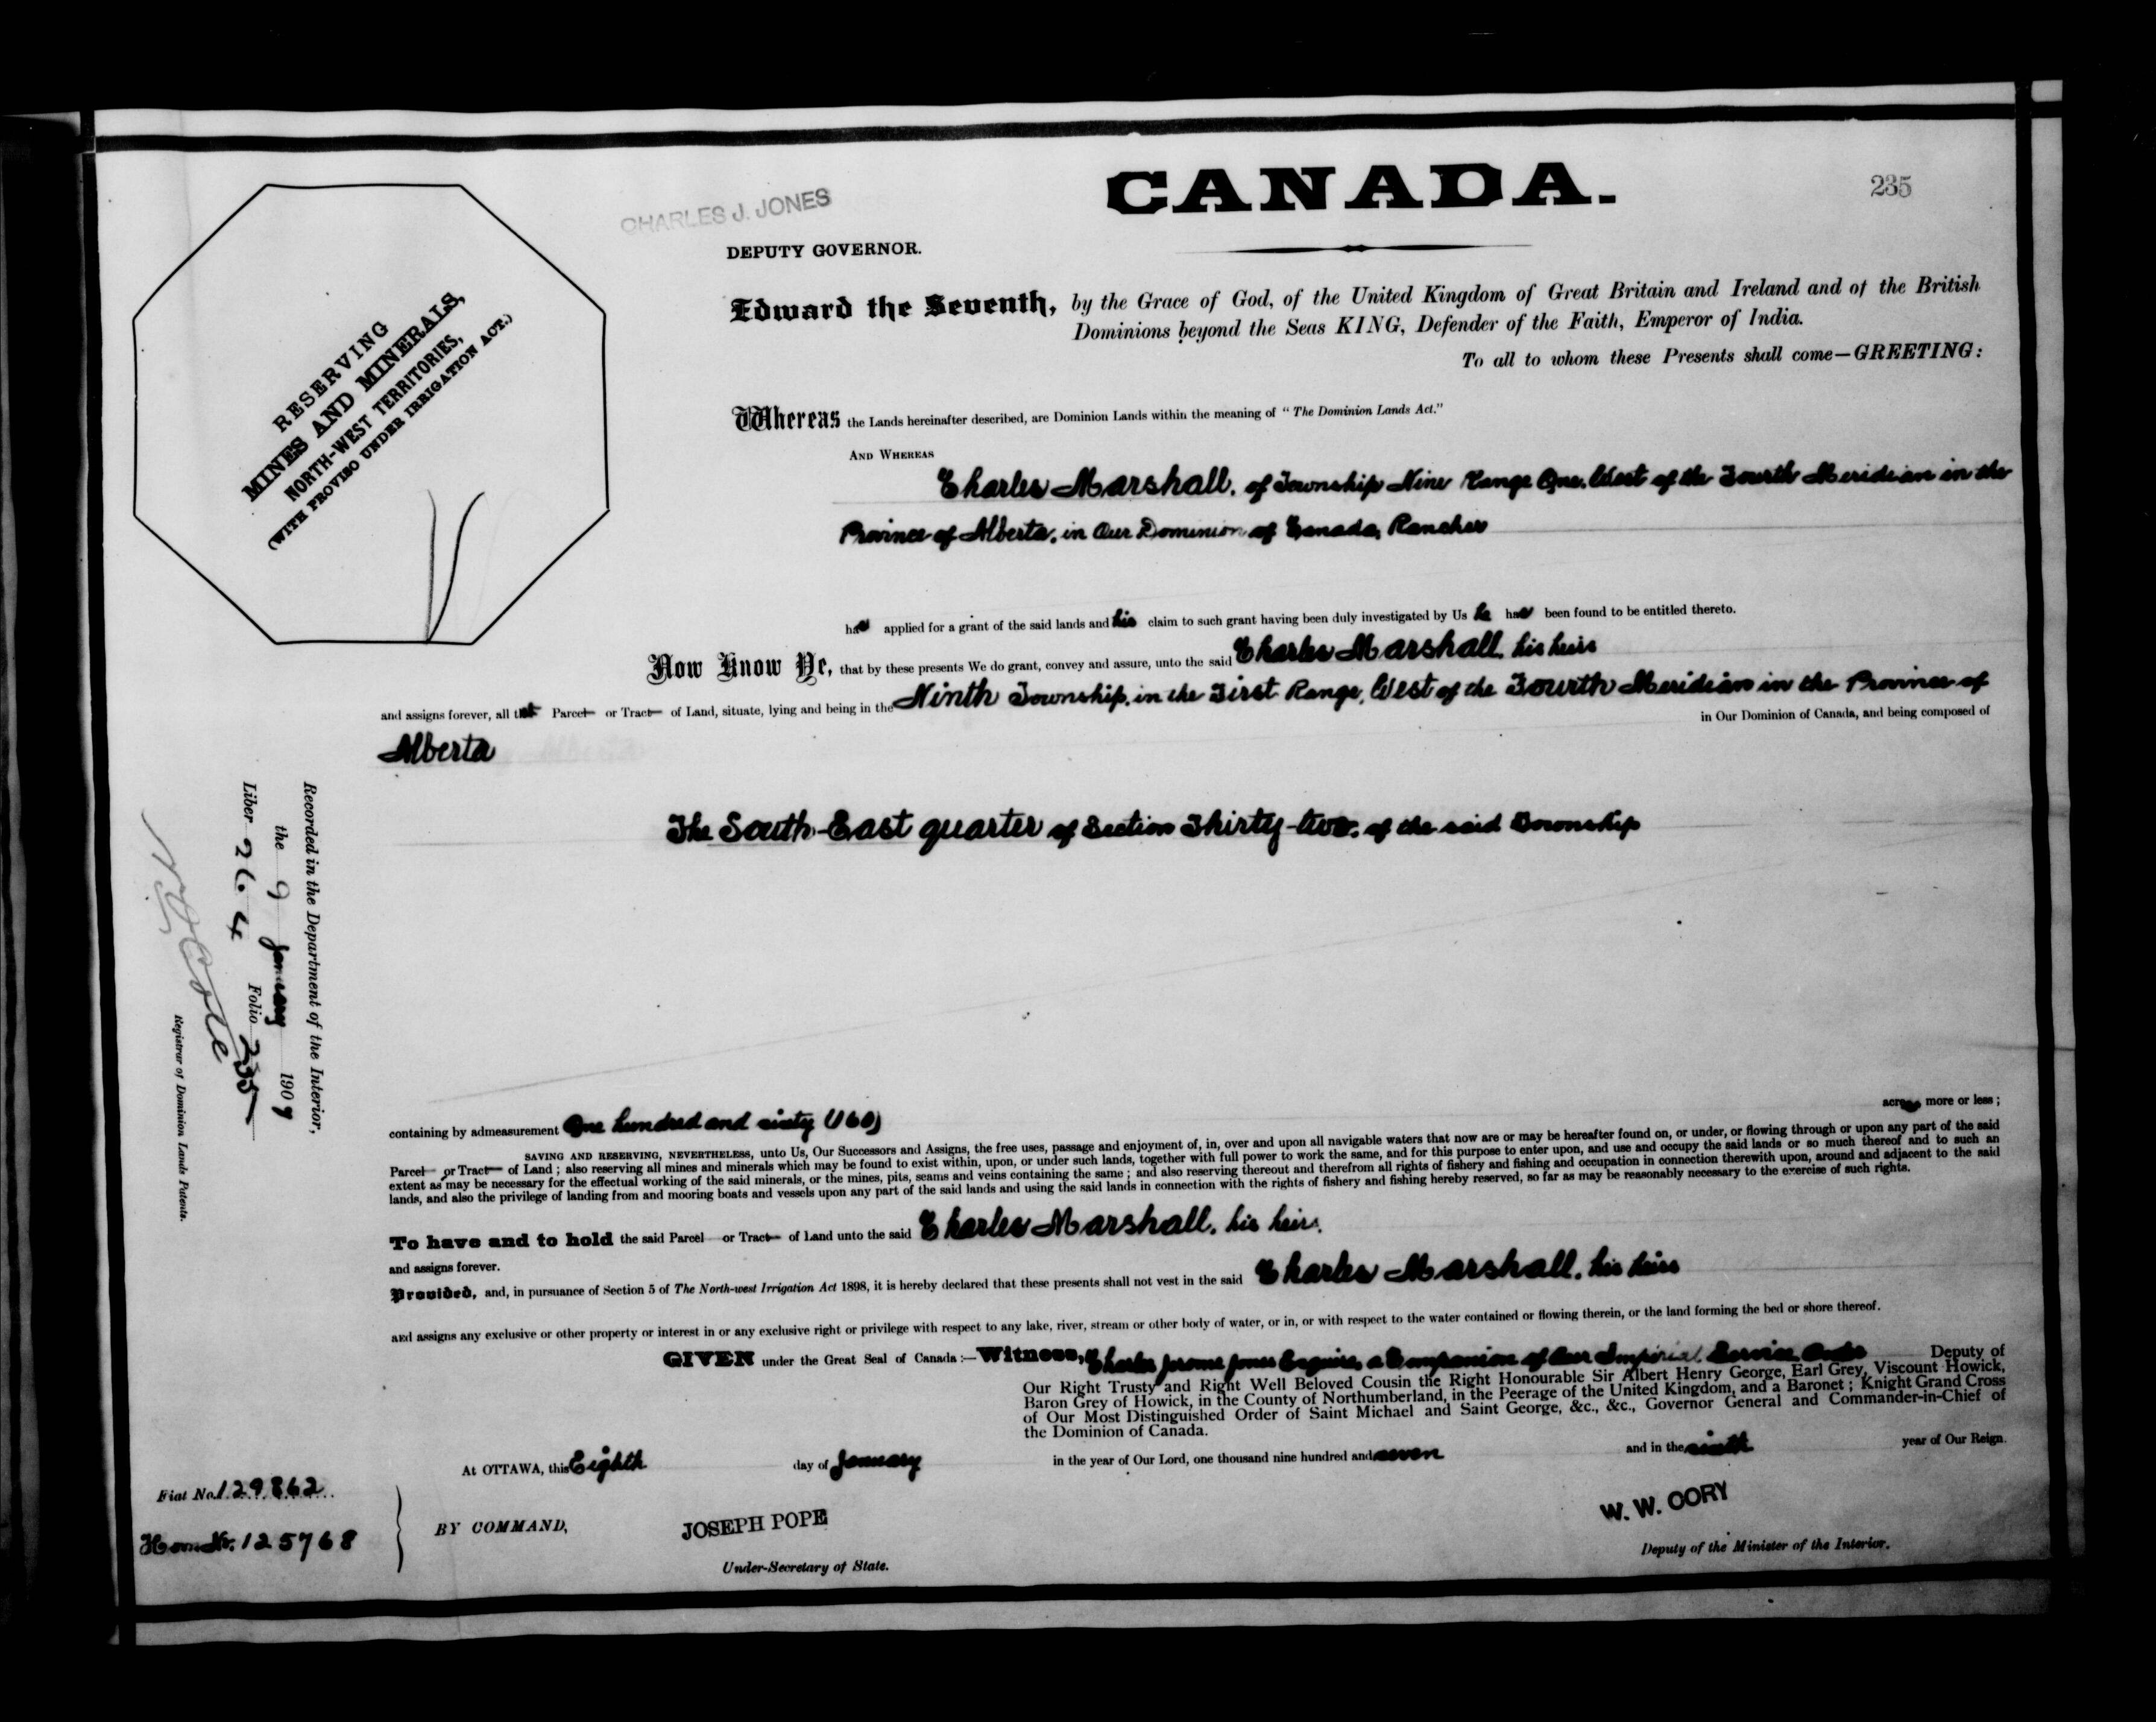 CANADA.
235
CHARLES J. JONES
DEPUTY GOVERNOR.
RESERVING
MINES AND MINERALS,
NORTH-WEST TERRITORIES,
(WITH PROVISO UNDER IRRIGATION ACT.)
Edward the Seventh, by the Grace of God, of the United Kingdom of Great Britain and Ireland and of the British
Dominions beyond the Seas KING, Defender of the Faith, Emperor of India.
To all to whom these Presents shall come—GREETING:
Whereas the Lands hereinafter described, are Dominion Lands within the meaning of "The Dominion Lands Act."
AND WHEREAS
Charles Marshall, of Township Nine Range One, West of the Fourth Meridian in the
Province of Alberta, in Our Dominion of Canada, Rancher
has applied for a grant of the said lands and his claim to such grant having been duly investigated by Us he has been found to be entitled thereto.
Now Know Ye, that by these presents We do grant, convey and assure, unto the said Charles Marshall, his heirs
and assigns forever, all that Parcel or Tract of Land, situate, lying and being in the Ninth Township, in the First Range, West of the Fourth Meridian in the Province of
Alberta in Our Dominion of Canada, and being composed of
The South-East quarter of Section Thirty-two, of the said Township
containing by admeasurement One hundred and sixty (160) acres more or less;
SAVING AND RESERVING, NEVERTHELESS, unto Us, Our Successors and Assigns, the free uses, passage and enjoyment of, in, over and upon all navigable waters that now are or may be hereafter found on, or under, or flowing through or upon any part of the said
Parcel or Tract of Land; also reserving all mines and minerals which may be found to exist within, upon, or under such lands, together with full power to work the same, and for this purpose to enter upon, and use and occupy the said lands or so much thereof and to such an
extent as may be necessary for the effectual working of the said minerals, or the mines, pits, seams and veins containing the same; and also reserving thereout and therefrom all rights of fishery and fishing and occupation in connection therewith upon, around and adjacent to the said
lands, and also the privilege of landing from and mooring boats and vessels upon any part of the said lands and using the said lands in connection with the rights of fishery and fishing hereby reserved, so far as may be reasonably necessary to the exercise of such rights.
To have and to hold the said Parcel or Tract of Land unto the said Charles Marshall, his heirs,
and assigns forever.
Provided, and, in pursuance of Section 5 of The North-west Irrigation Act 1898, it is hereby declared that these presents shall not vest in the said Charles Marshall, his heirs
and assigns any exclusive or other property or interest in or any exclusive right or privilege with respect to any lake, river, stream or other body of water, or in, or with respect to the water contained or flowing therein, or the land forming the bed or shore thereof.
GIVEN under the Great Seal of Canada:—Witness, Charles Jerome Jones Esquire, a Companion of Our Imperial Service Order Deputy of
Our Right Trusty and Right Well Beloved Cousin the Right Honourable Sir Albert Henry George, Earl Grey, Viscount Howick,
Baron Grey of Howick, in the County of Northumberland, in the Peerage of the United Kingdom, and a Baronet; Knight Grand Cross
of Our Most Distinguished Order of Saint Michael and Saint George, &c., &c., Governor General and Commander-in-Chief of
the Dominion of Canada.
At OTTAWA, this Eighth day of January in the year of Our Lord, one thousand nine hundred and seven and in the sixth year of Our Reign.
Fiat No. 129862
Homd. Nr. 125768
BY COMMAND,
JOSEPH POPE
Under-Secretary of State.
W. W. CORY
Deputy of the Minister of the Interior.
Recorded in the Department of the Interior,
the 9 January 1907
Liber 264 Folio 235
Registrar of Dominion Lands Patents.